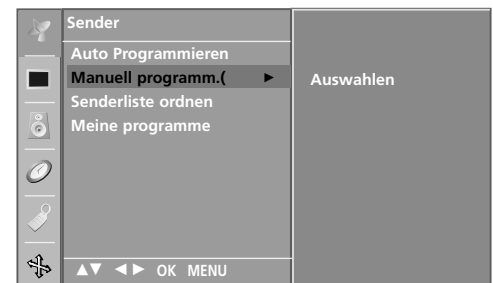 Sender
Auto Programmieren
Manuell programm.( ►
Auswahlen
Senderliste ordnen
Meine programme
▲▼ ◄► OK MENU